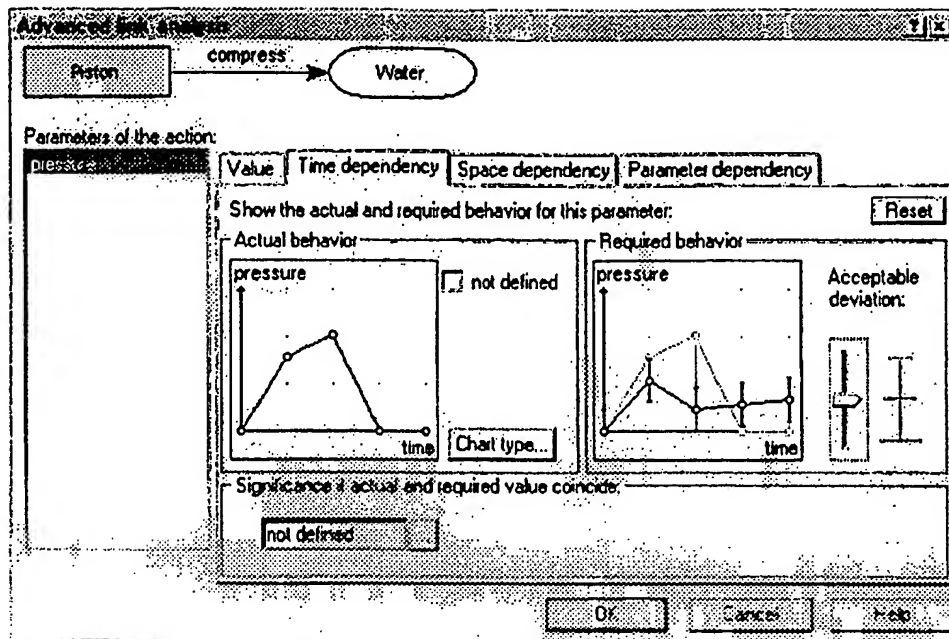 Advanced link analysis
compress
Piston
Water
Parameters of the action:
pressure
Value
Time dependency
Space dependency
Parameter dependency
Show the actual and required behavior for this parameter:
Reset
Actual behavior
pressure
not defined
time
Chart type...
Required behavior
pressure
time
Acceptable
deviation:
Significance if actual and required value coincide:
not defined
OK
Cancel
Help